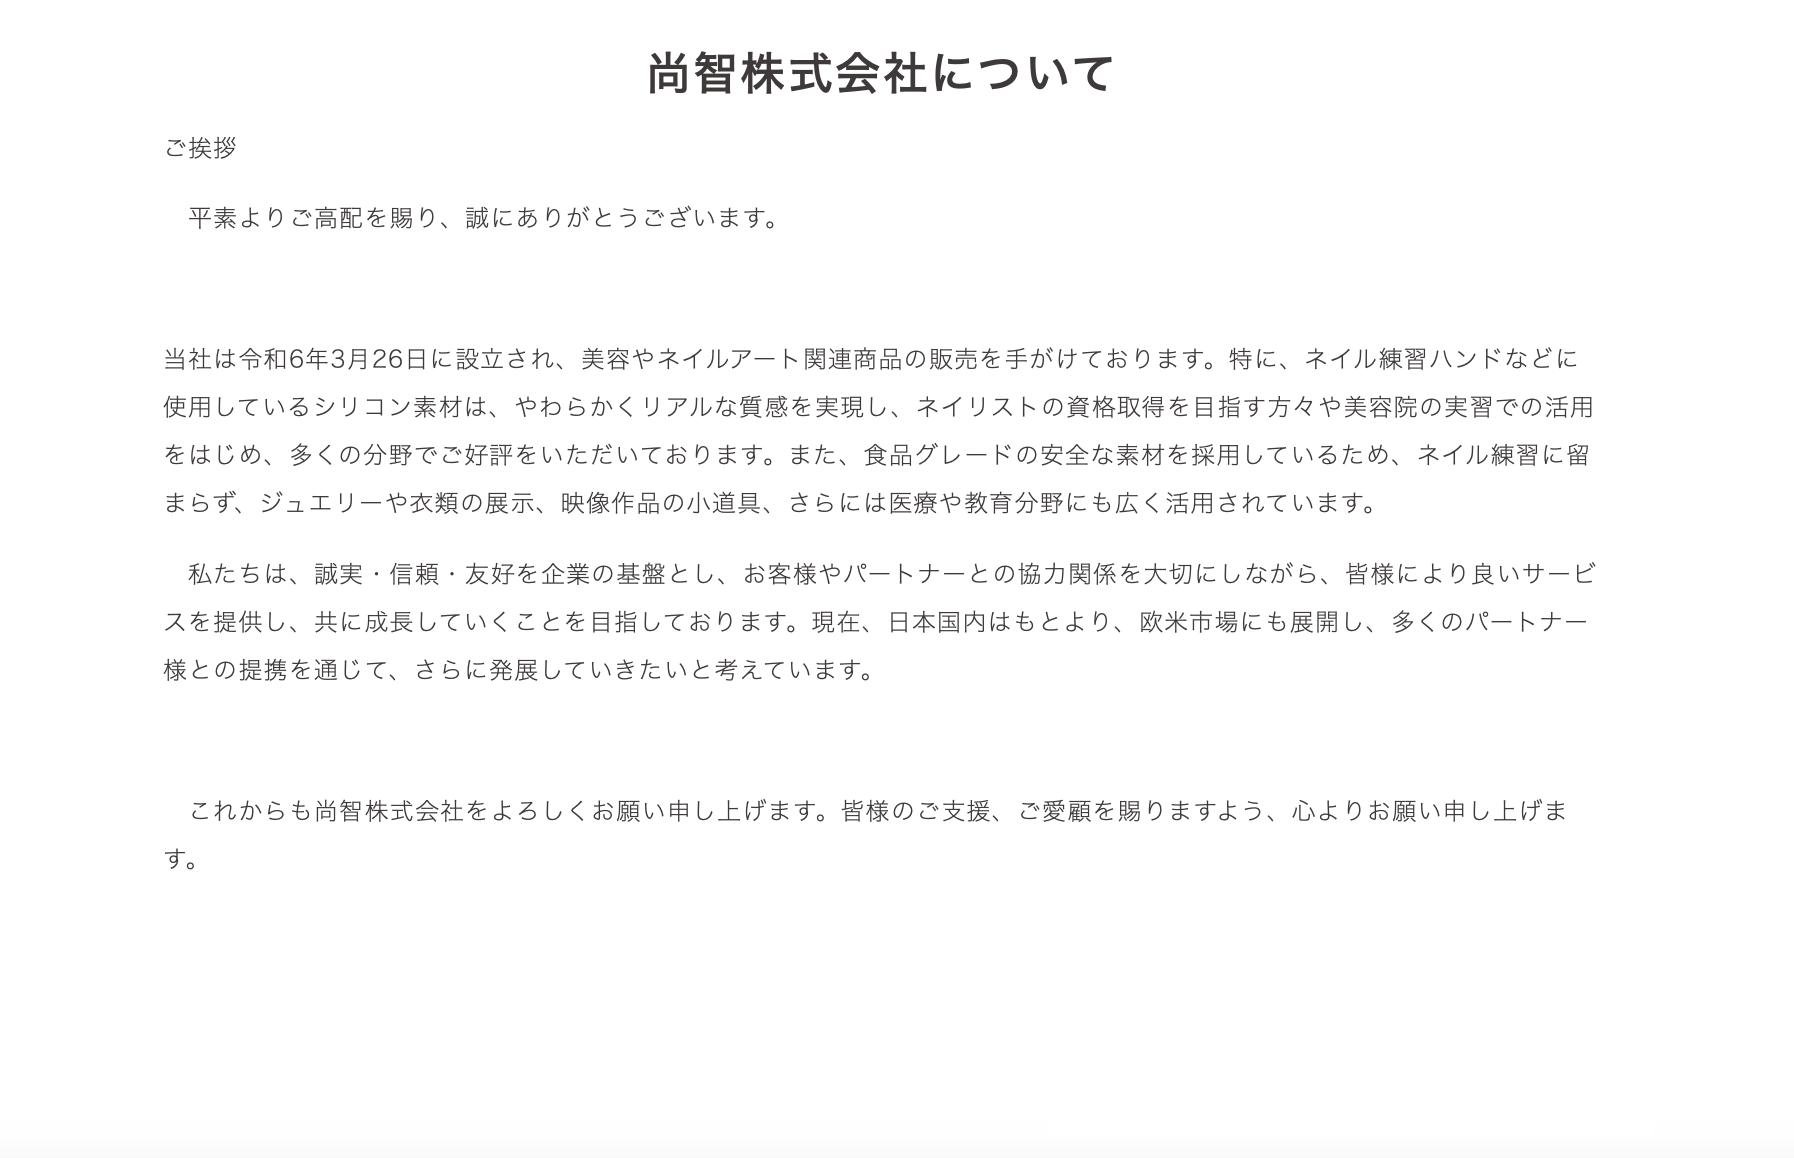 尚智株式会社について
ご挨拶
　平素よりご高配を賜り、誠にありがとうございます。
当社は令和6年3月26日に設立され、美容やネイルアート関連商品の販売を手がけております。特に、ネイル練習ハンドなどに
使用しているシリコン素材は、やわらかくリアルな質感を実現し、ネイリストの資格取得を目指す方々や美容院の実習での活用
をはじめ、多くの分野でご好評をいただいております。また、食品グレードの安全な素材を採用しているため、ネイル練習に留
まらず、ジュエリーや衣類の展示、映像作品の小道具、さらには医療や教育分野にも広く活用されています。
　私たちは、誠実・信頼・友好を企業の基盤とし、お客様やパートナーとの協力関係を大切にしながら、皆様により良いサービ
スを提供し、共に成長していくことを目指しております。現在、日本国内はもとより、欧米市場にも展開し、多くのパートナー
様との提携を通じて、さらに発展していきたいと考えています。
　これからも尚智株式会社をよろしくお願い申し上げます。皆様のご支援、ご愛顧を賜りますよう、心よりお願い申し上げま
す。